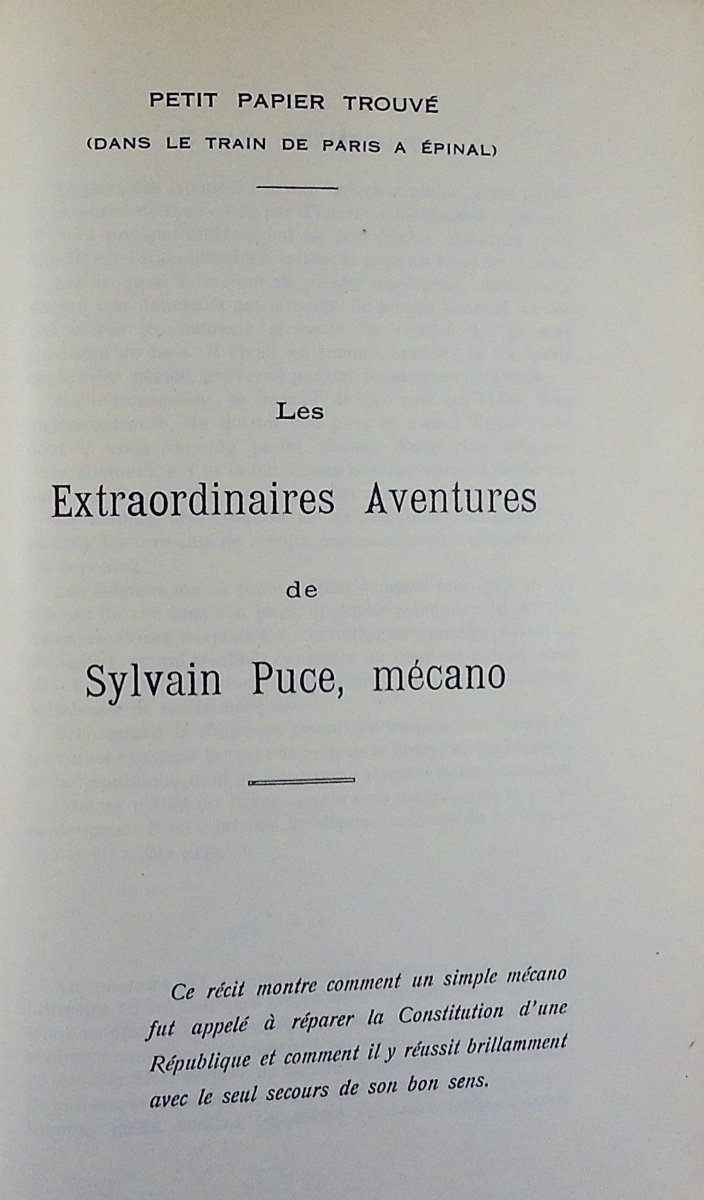 PETIT PAPIER TROUVÉ
(DANS LE TRAIN DE PARIS A ÉPINAL)
Les
Extraordinaires Aventures
de
Sylvain Puce, mécano
Ce récit montre comment un simple mécano
fut appelé à réparer la Constitution d'une
République et comment il y réussit brillamment
avec le seul secours de son bon sens.